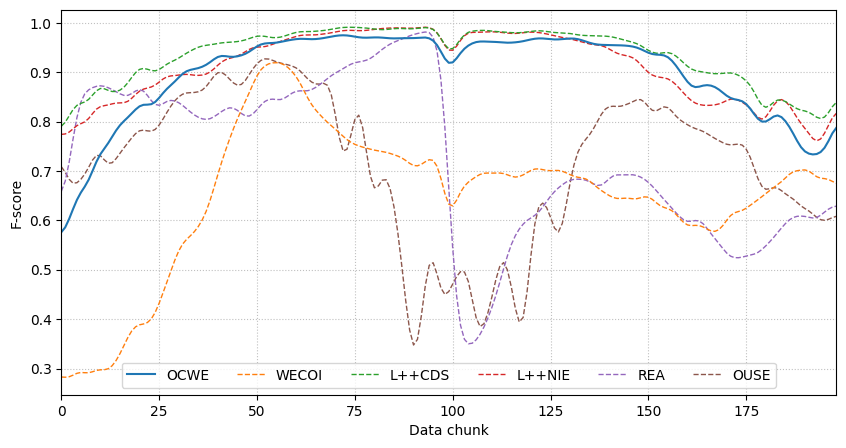 1.0
0.9
0.8
0.7
0.6
0.5
0.4
0.3
F-score
OCWE WECOI L++CDS L++NIE REA OUSE
0 25 50 75 100 125 150 175
Data chunk